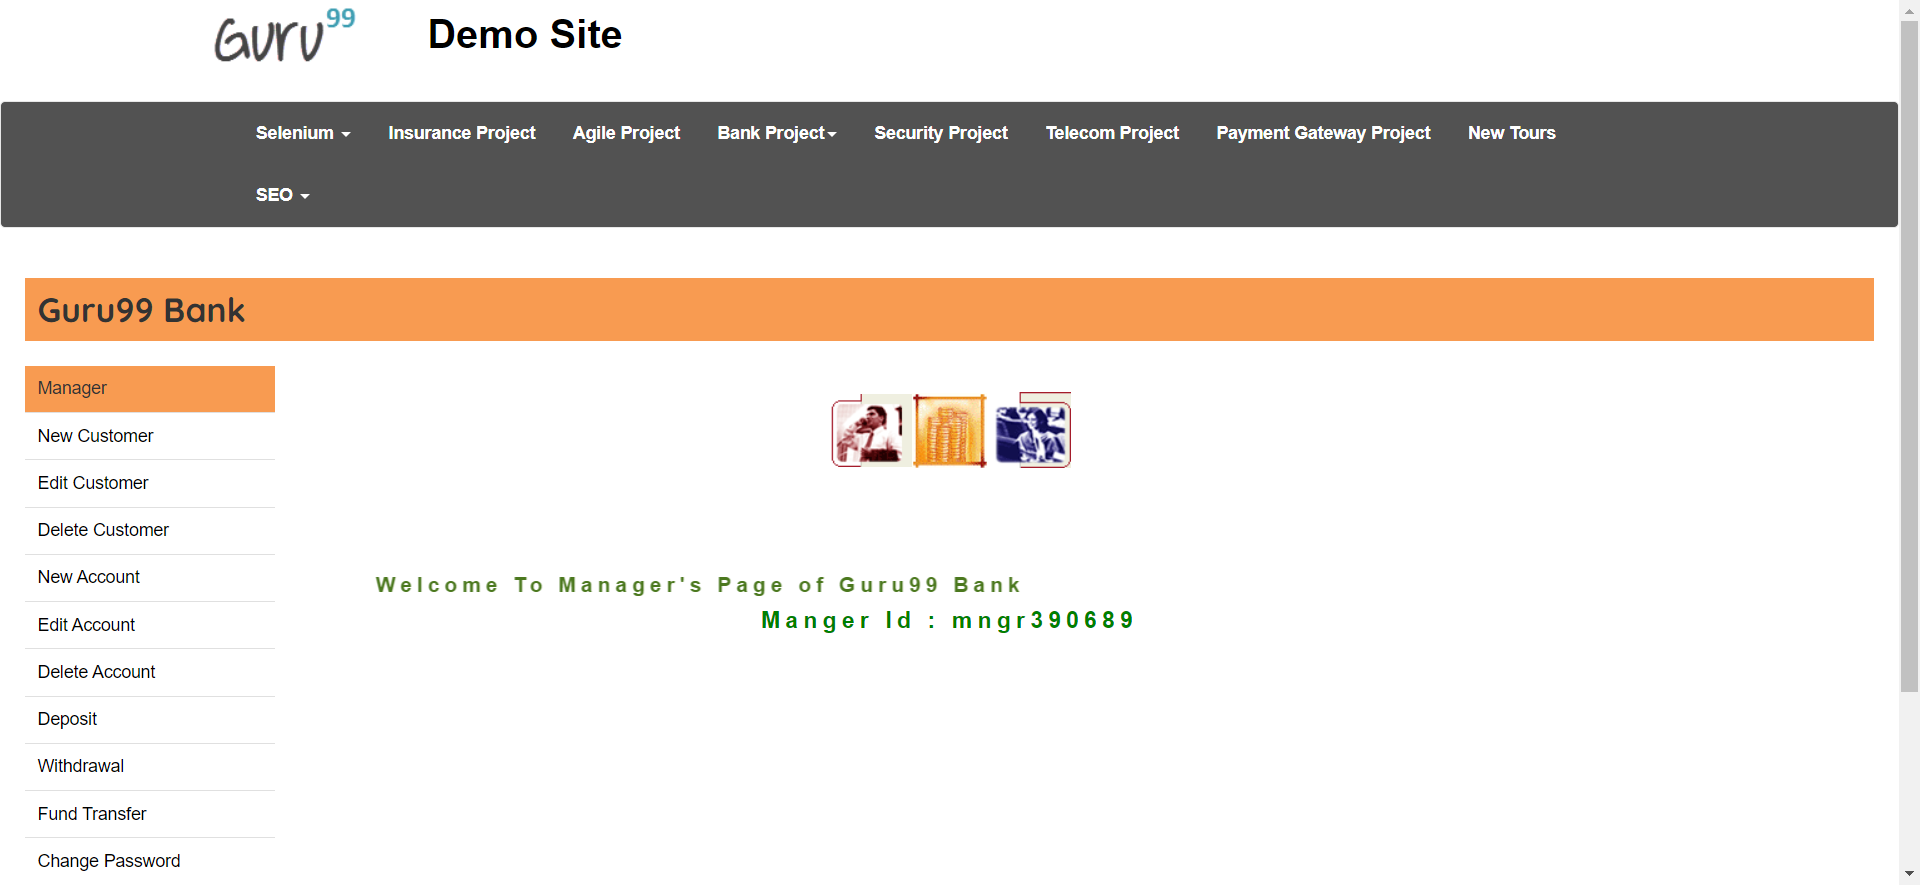 Guru99 Demo Site
Selenium Insurance Project Agile Project Bank Project Security Project Telecom Project Payment Gateway Project New Tours
SEO
Guru99 Bank
Manager
New Customer
Edit Customer
Delete Customer
New Account
Edit Account
Delete Account
Deposit
Withdrawal
Fund Transfer
Change Password
Welcome To Manager's Page of Guru99 Bank
Manger Id : mngr390689